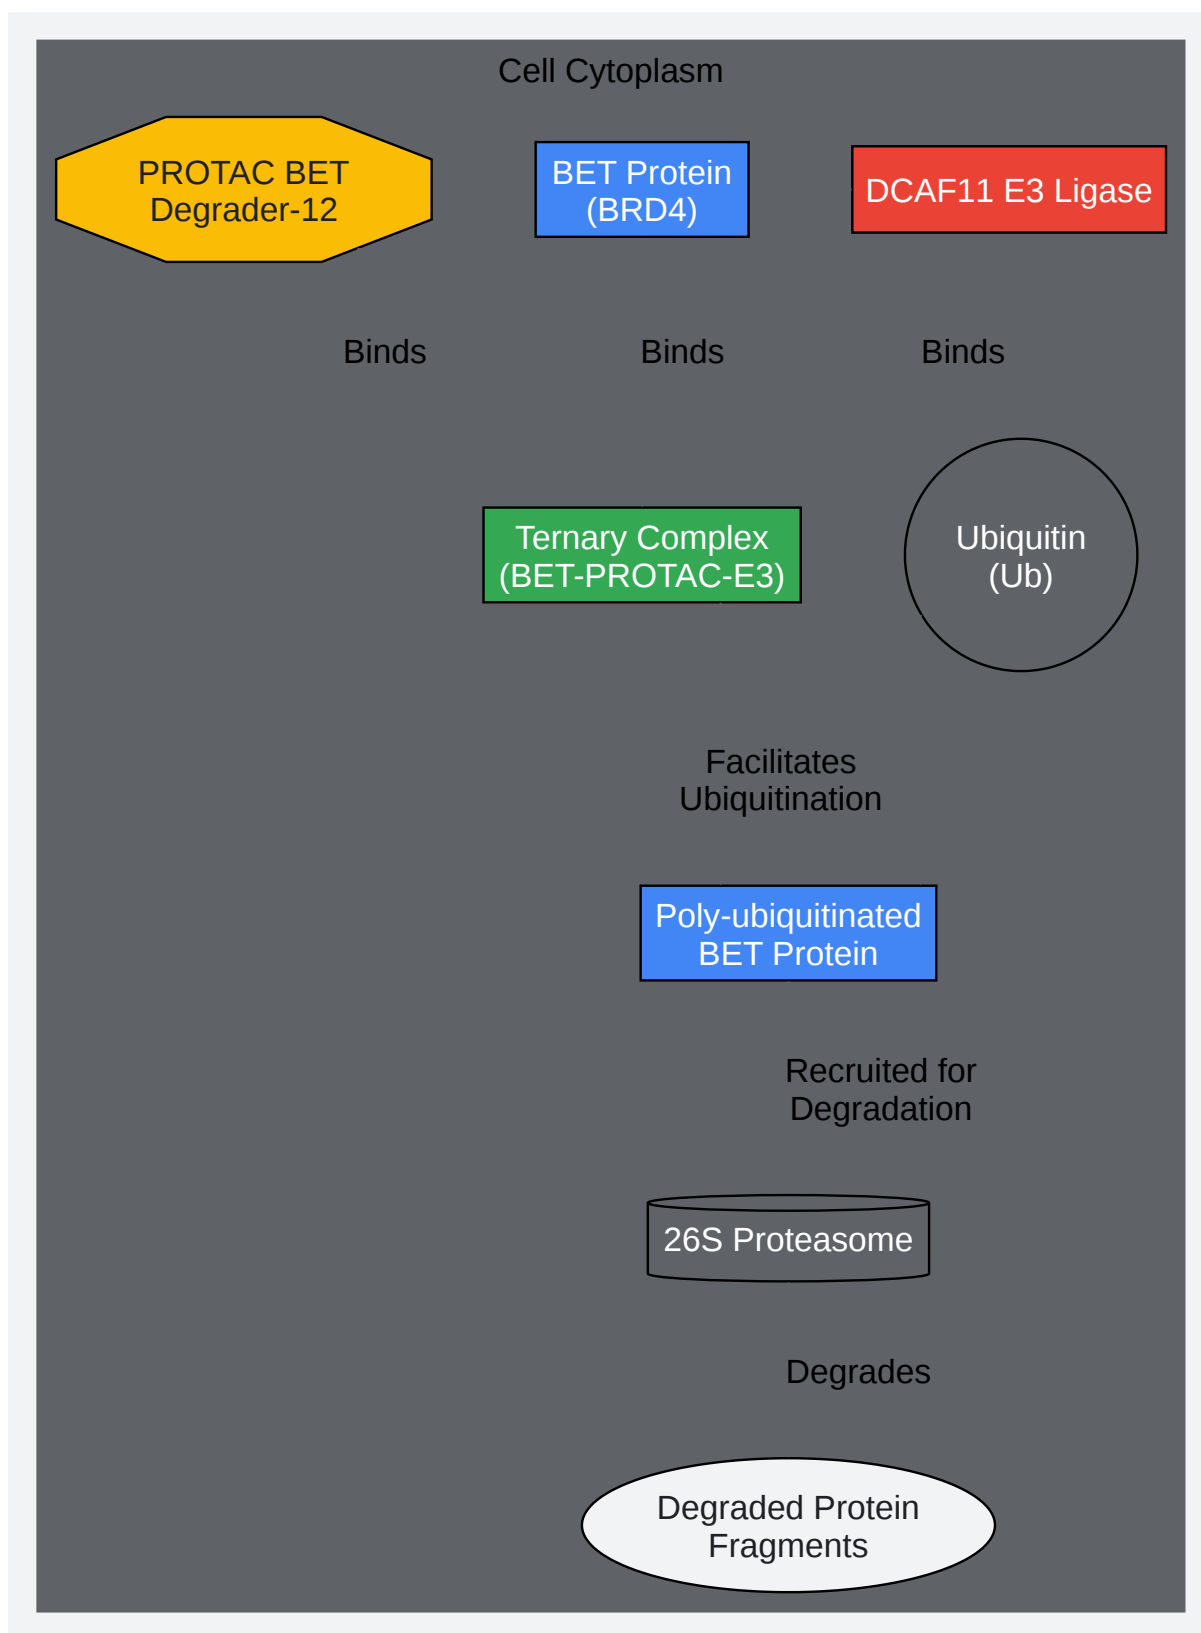 Cell Cytoplasm
PROTAC BET
Degrader-12
BET Protein
(BRD4)
DCAF11 E3 Ligase
Binds
Binds
Binds
Ternary Complex
(BET-PROTAC-E3)
Ubiquitin
(Ub)
Facilitates
Ubiquitination
Poly-ubiquitinated
BET Protein
Recruited for
Degradation
26S Proteasome
Degrades
Degraded Protein
Fragments